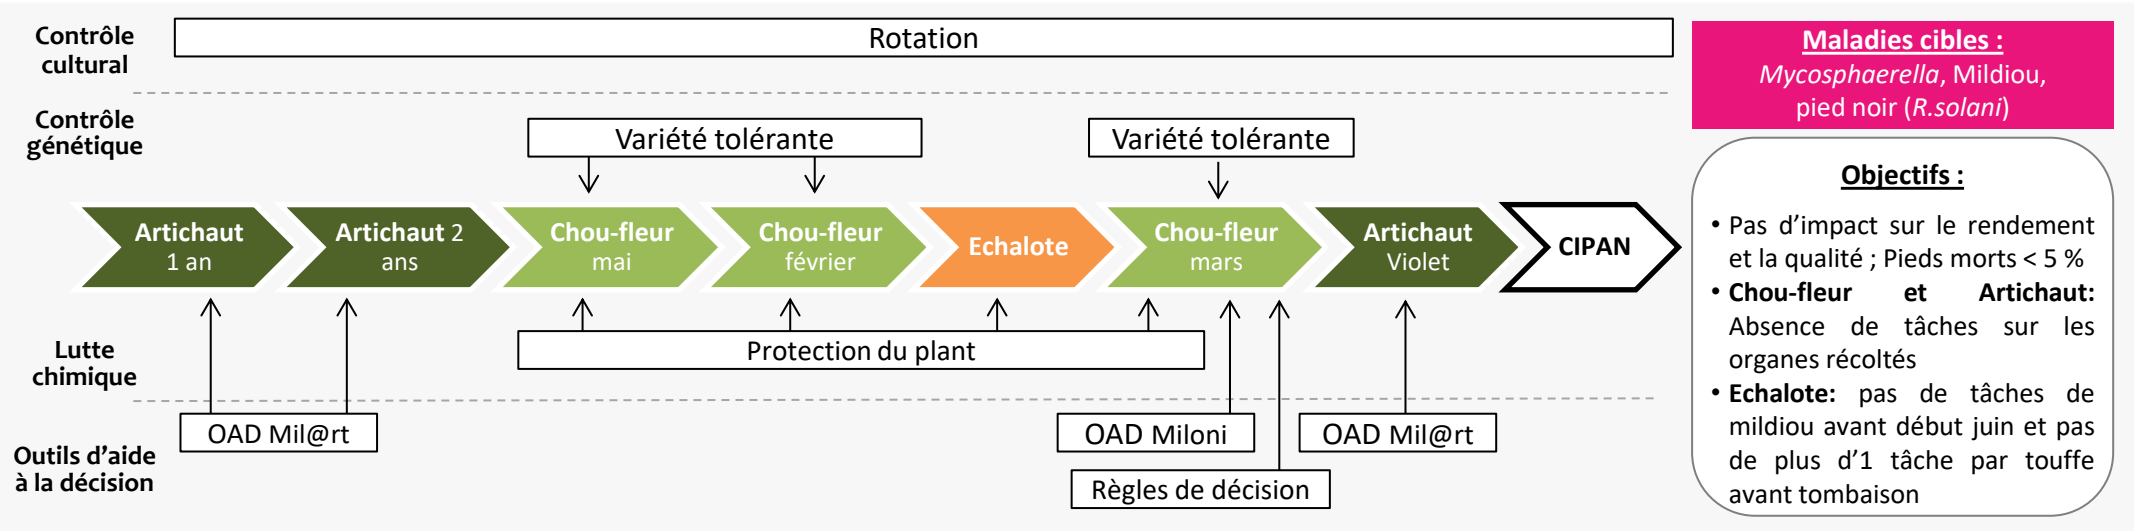 Contrôle
cultural
Rotation
Contrôle
génétique
Variété tolérante
Variété tolérante
Artichaut
1 an
Artichaut 2
ans
Chou-fleur
mai
Chou-fleur
février
Echalote
Chou-fleur
mars
Artichaut
Violet
CIPAN
Lutte
chimique
Protection du plant
Outils d'aide
à la décision
OAD Mil@rt
OAD Miloni
OAD Mil@rt
Règles de décision
Maladies cibles :
Mycosphaerella, Mildiou,
pied noir (R.solani)
Objectifs :
• Pas d'impact sur le rendement
et la qualité ; Pieds morts < 5 %
• Chou-fleur et Artichaut:
Absence de tâches sur les
organes récoltés
• Echalote: pas de tâches de
mildiou avant début juin et pas
de plus d'1 tâche par touffe
avant tombaison